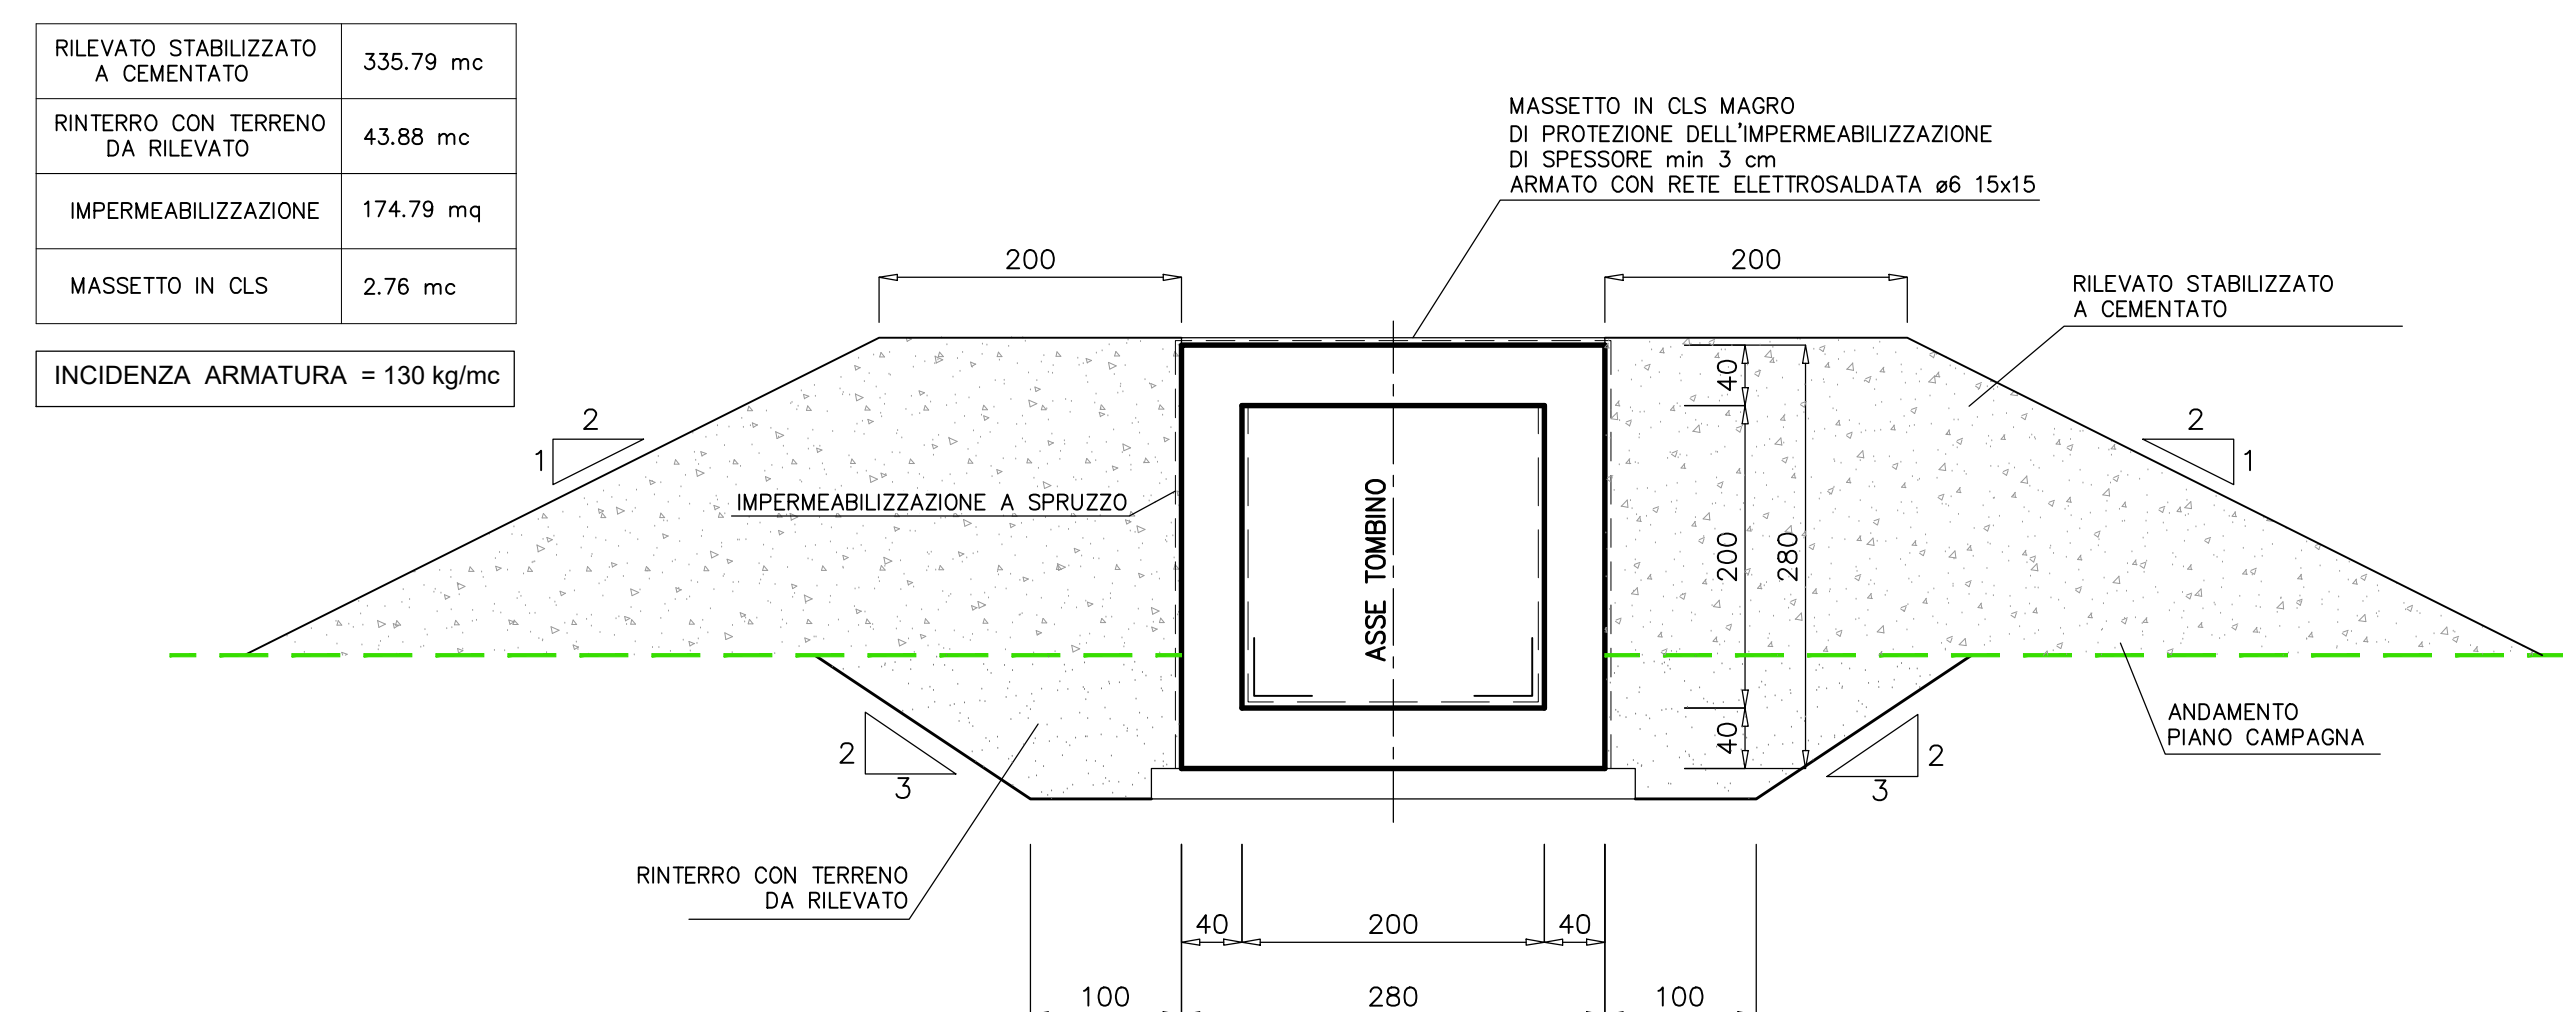 RILEVATO STABILIZZATO
A CEMENTATO
335.79 mc
RINTERRO CON TERRENO
DA RILEVATO
43.88 mc
IMPERMEABILIZZAZIONE
174.79 mq
MASSETTO IN CLS
2.76 mc
INCIDENZA ARMATURA = 130 kg/mc
MASSETTO IN CLS MAGRO
DI PROTEZIONE DELL'IMPERMEABILIZZAZIONE
DI SPESSORE min 3 cm
ARMATO CON RETE ELETTROSALDATA ø6 15x15
200
200
RILEVATO STABILIZZATO
A CEMENTATO
2
1
2
1
40
200
280
40
IMPERMEABILIZZAZIONE A SPRUZZO
ASSE TOMBINO
ANDAMENTO
PIANO CAMPAGNA
2
3
2
3
RINTERRO CON TERRENO
DA RILEVATO
40
200
40
100
280
100